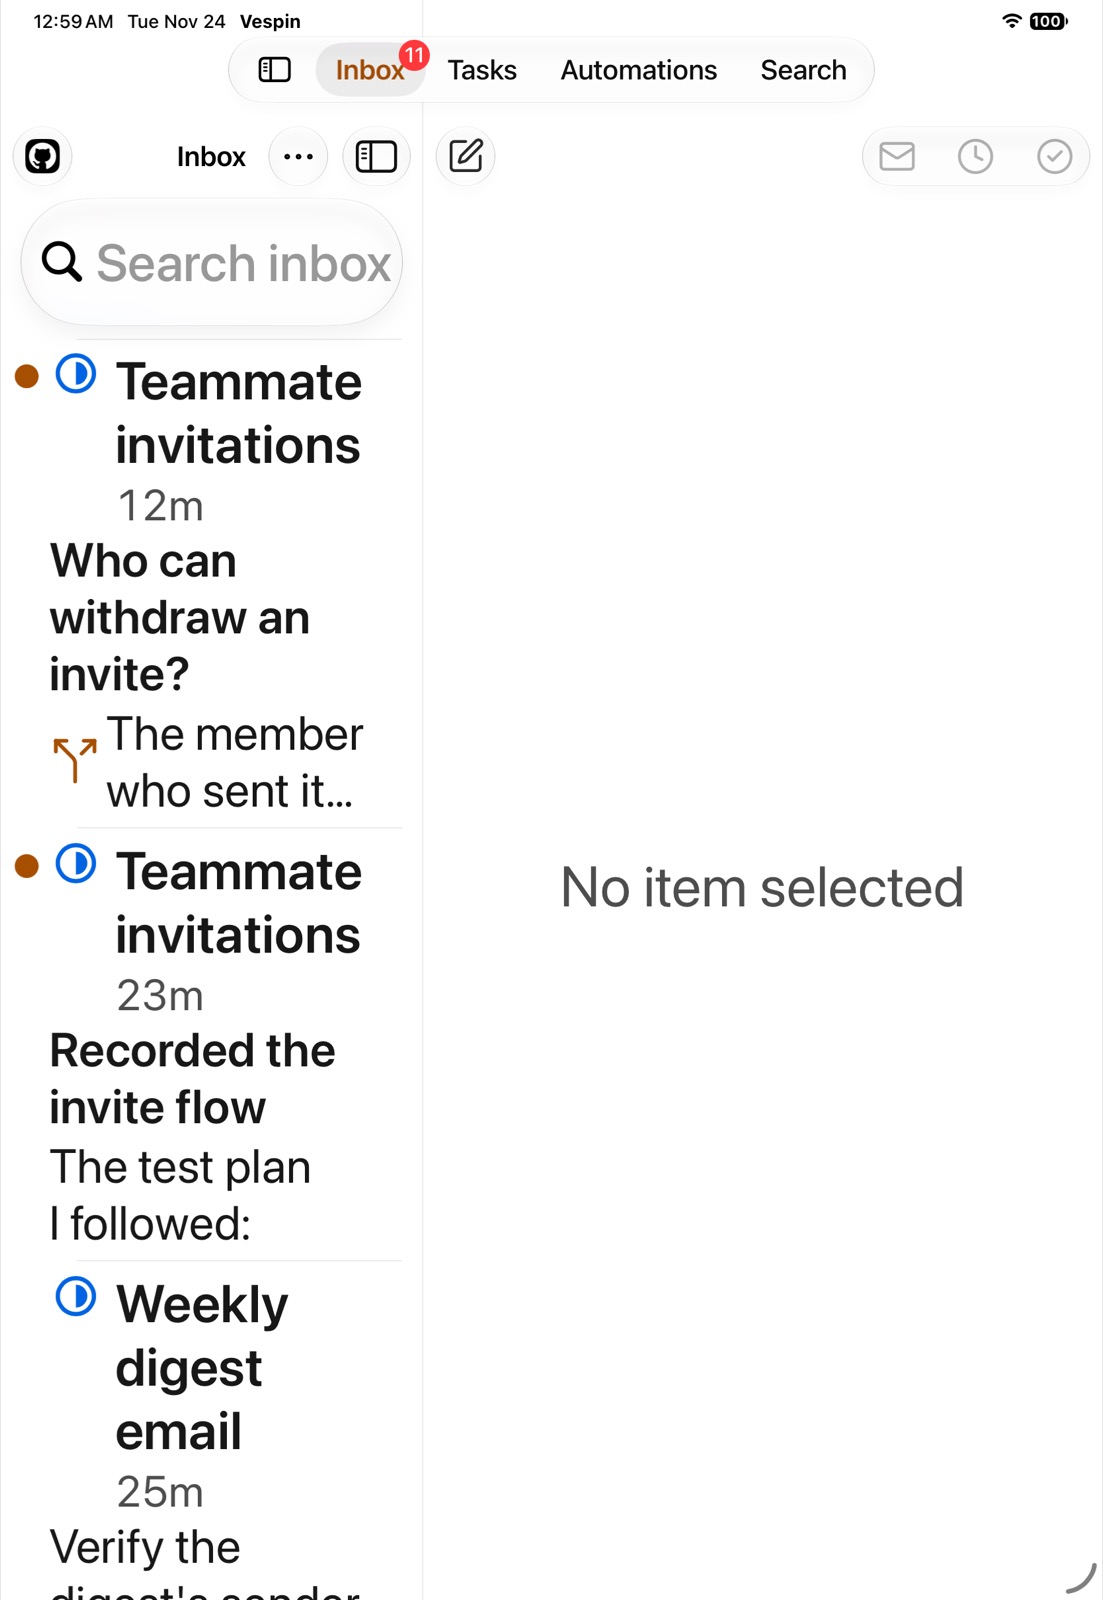 12:59 AM Tue Nov 24 Vespin
100
Inbox 11 Tasks Automations Search
Inbox
Search inbox
Teammate
invitations
12m
Who can
withdraw an
invite?
The member
who sent it...
Teammate
invitations
23m
Recorded the
invite flow
The test plan
I followed:
Weekly
digest
email
25m
Verify the
digest's sender
No item selected